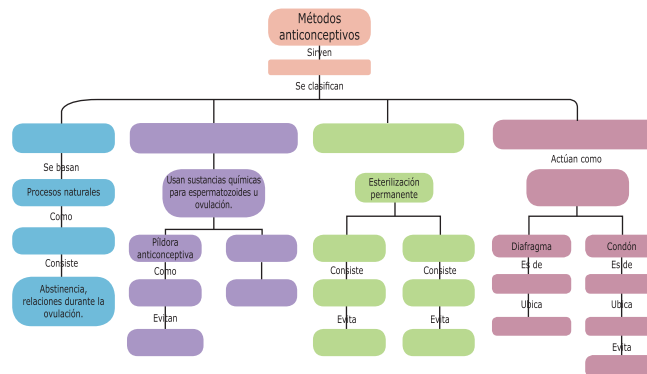 Métodos
anticonceptivos
Sirven
Se clasifican
Se basan
Procesos naturales
Como
Consiste
Abstinencia,
relaciones durante la
ovulación.
Usan sustancias químicas
para espermatozoides u
ovulación.
Píldora
anticonceptiva
Como
Evitan
Esterilización
permanente
Consiste
Consiste
Evita
Evita
Actúan como
Diafragma
Condón
Es de
Es de
Ubica
Ubica
Evita